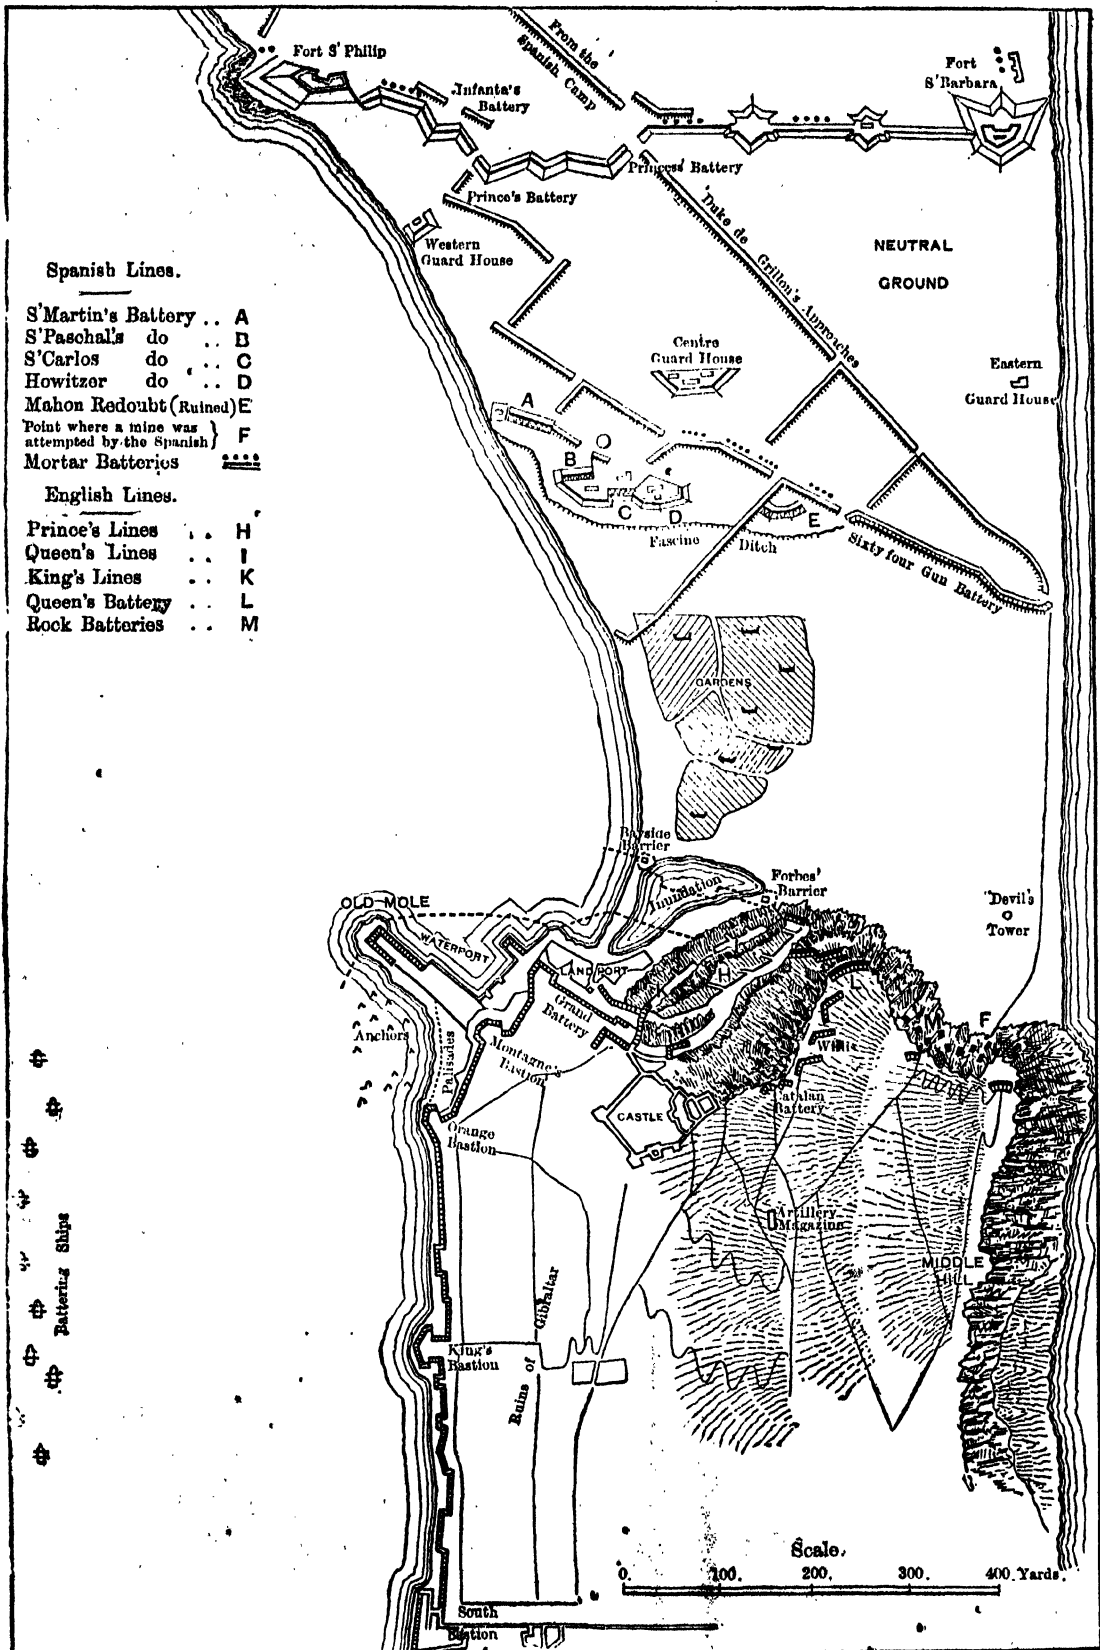 Fort St Philip
From the
Spanish Camp
Infanta's
Battery
Fort
St Barbara
Princess' Battery
Prince's Battery
Western
Guard House
Duke de Grillon's Approaches
NEUTRAL
GROUND
Spanish Lines.
S'Martin's Battery .. A
S'Paschal's do .. B
S'Carlos do .. C
Howitzer do .. D
Mahon Redoubt (Ruined) E
Point where a mine was
attempted by the Spanish } F
Mortar Batteries
English Lines.
Prince's Lines .. H
Queen's Lines .. I
King's Lines .. K
Queen's Battery .. L
Rock Batteries .. M
Centre
Guard House
Eastern
Guard House
A
B
C
D
E
Fascine Ditch
Sixty four Gun Battery
GARDENS
Bayside
Barrier
Inundation
Forbes'
Barrier
Devil's
Tower
OLD MOLE
WATERPORT
LAND PORT
H
L
Grand
Battery
Anchors
Palisades
Montagne's
Bastion
Willis
M
F
Catalan
Battery
CASTLE
Orange
Bastion
Artillery
Magazine
MIDDLE
HILL
Battering Ships
Ruins of Gibraltar
King's
Bastion
Scale.
0. 100. 200. 300. 400. Yards.
South
Bastion